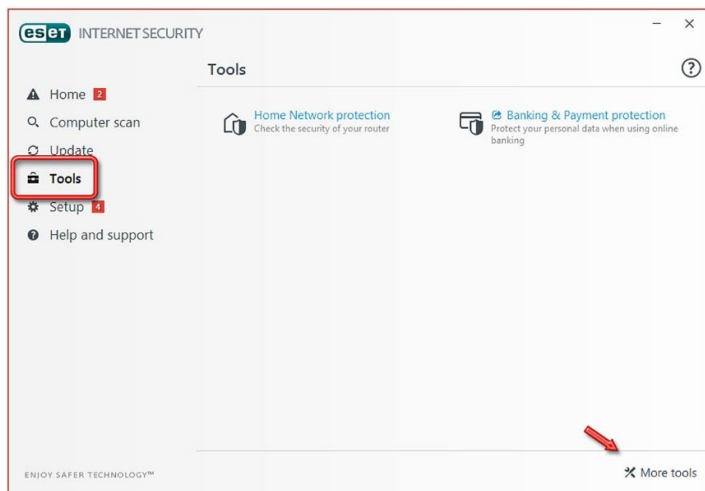 eset INTERNET SECURITY
Tools
Home 2
Computer scan
Update
Tools
Setup 4
Help and support
Home Network protection
Check the security of your router
Banking & Payment protection
Protect your personal data when using online
banking
ENJOY SAFER TECHNOLOGY™
More tools